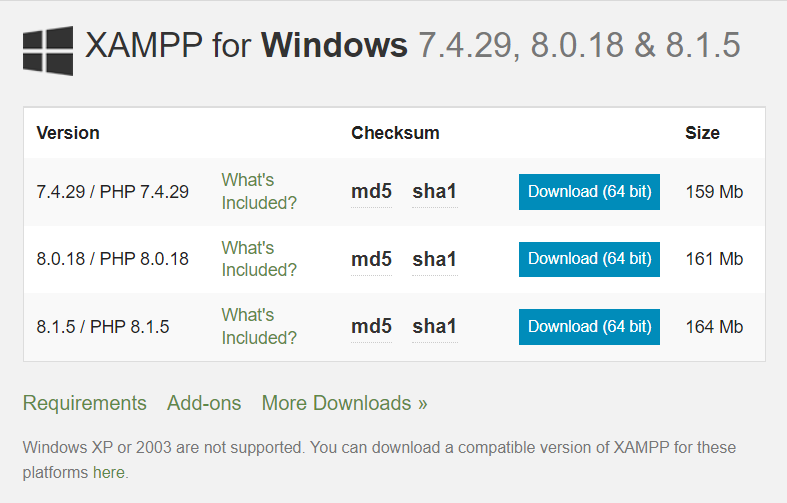 XAMPP for Windows 7.4.29, 8.0.18 & 8.1.5
Version Checksum Size
7.4.29 / PHP 7.4.29 What's Included? md5 sha1 Download (64 bit) 159 Mb
8.0.18 / PHP 8.0.18 What's Included? md5 sha1 Download (64 bit) 161 Mb
8.1.5 / PHP 8.1.5 What's Included? md5 sha1 Download (64 bit) 164 Mb
Requirements Add-ons More Downloads »
Windows XP or 2003 are not supported. You can download a compatible version of XAMPP for these
platforms here.